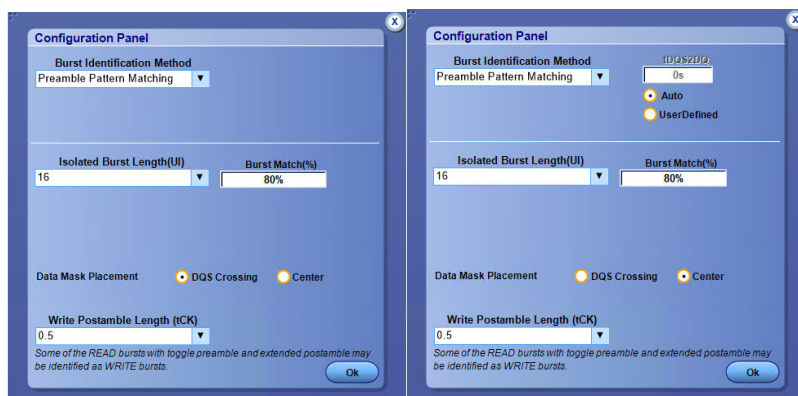 X
Configuration Panel
Burst Identification Method
Preamble Pattern Matching
Isolated Burst Length(UI)
Burst Match(%)
16
80%
Data Mask Placement
DQS Crossing
Center
Write Postamble Length (tCK)
0.5
Some of the READ bursts with toggle preamble and extended postamble may
be identified as WRITE bursts.
Ok
X
Configuration Panel
Burst Identification Method
tDQS2DQ
Preamble Pattern Matching
0s
Auto
UserDefined
Isolated Burst Length(UI)
Burst Match(%)
16
80%
Data Mask Placement
DQS Crossing
Center
Write Postamble Length (tCK)
0.5
Some of the READ bursts with toggle preamble and extended postamble may
be identified as WRITE bursts.
Ok